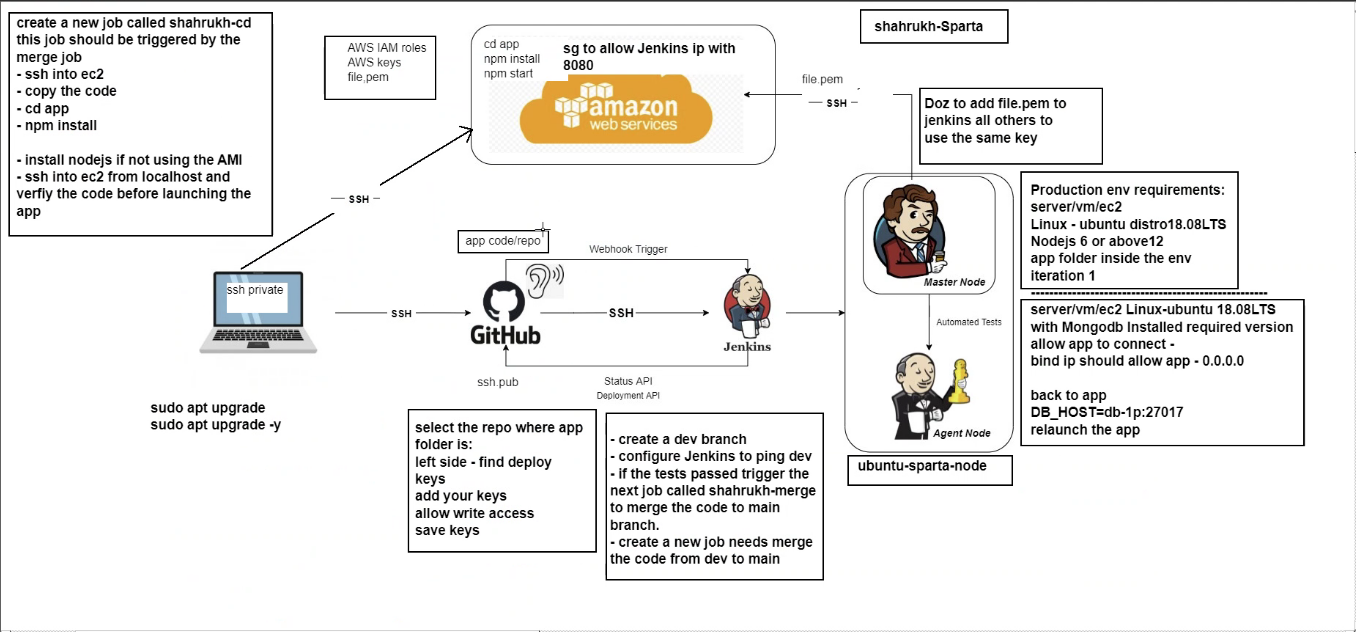 create a new job called shahrukh-cd
this job should be triggered by the
merge job
- ssh into ec2
- copy the code
- cd app
- npm install
- install nodejs if not using the AMI
- ssh into ec2 from localhost and
verfiy the code before launching the
app
AWS IAM roles
AWS keys
file,pem
cd app
npm install
npm start
sg to allow Jenkins ip with
8080
amazon
web services
shahrukh-Sparta
file.pem
SSH
Doz to add file.pem to
jenkins all others to
use the same key
SSH
app code/repo
Webhook Trigger
ssh private
SSH
GitHub
SSH
Jenkins
ssh.pub
Status API
Deployment API
Master Node
Automated Tests
Agent Node
ubuntu-sparta-node
Production env requirements:
server/vm/ec2
Linux - ubuntu distro18.08LTS
Nodejs 6 or above12
app folder inside the env
iteration 1
server/vm/ec2 Linux-ubuntu 18.08LTS
with Mongodb Installed required version
allow app to connect -
bind ip should allow app - 0.0.0.0
back to app
DB_HOST=db-1p:27017
relaunch the app
sudo apt upgrade
sudo apt upgrade -y
select the repo where app
folder is:
left side - find deploy
keys
add your keys
allow write access
save keys
- create a dev branch
- configure Jenkins to ping dev
- if the tests passed trigger the
next job called shahrukh-merge
to merge the code to main
branch.
- create a new job needs merge
the code from dev to main